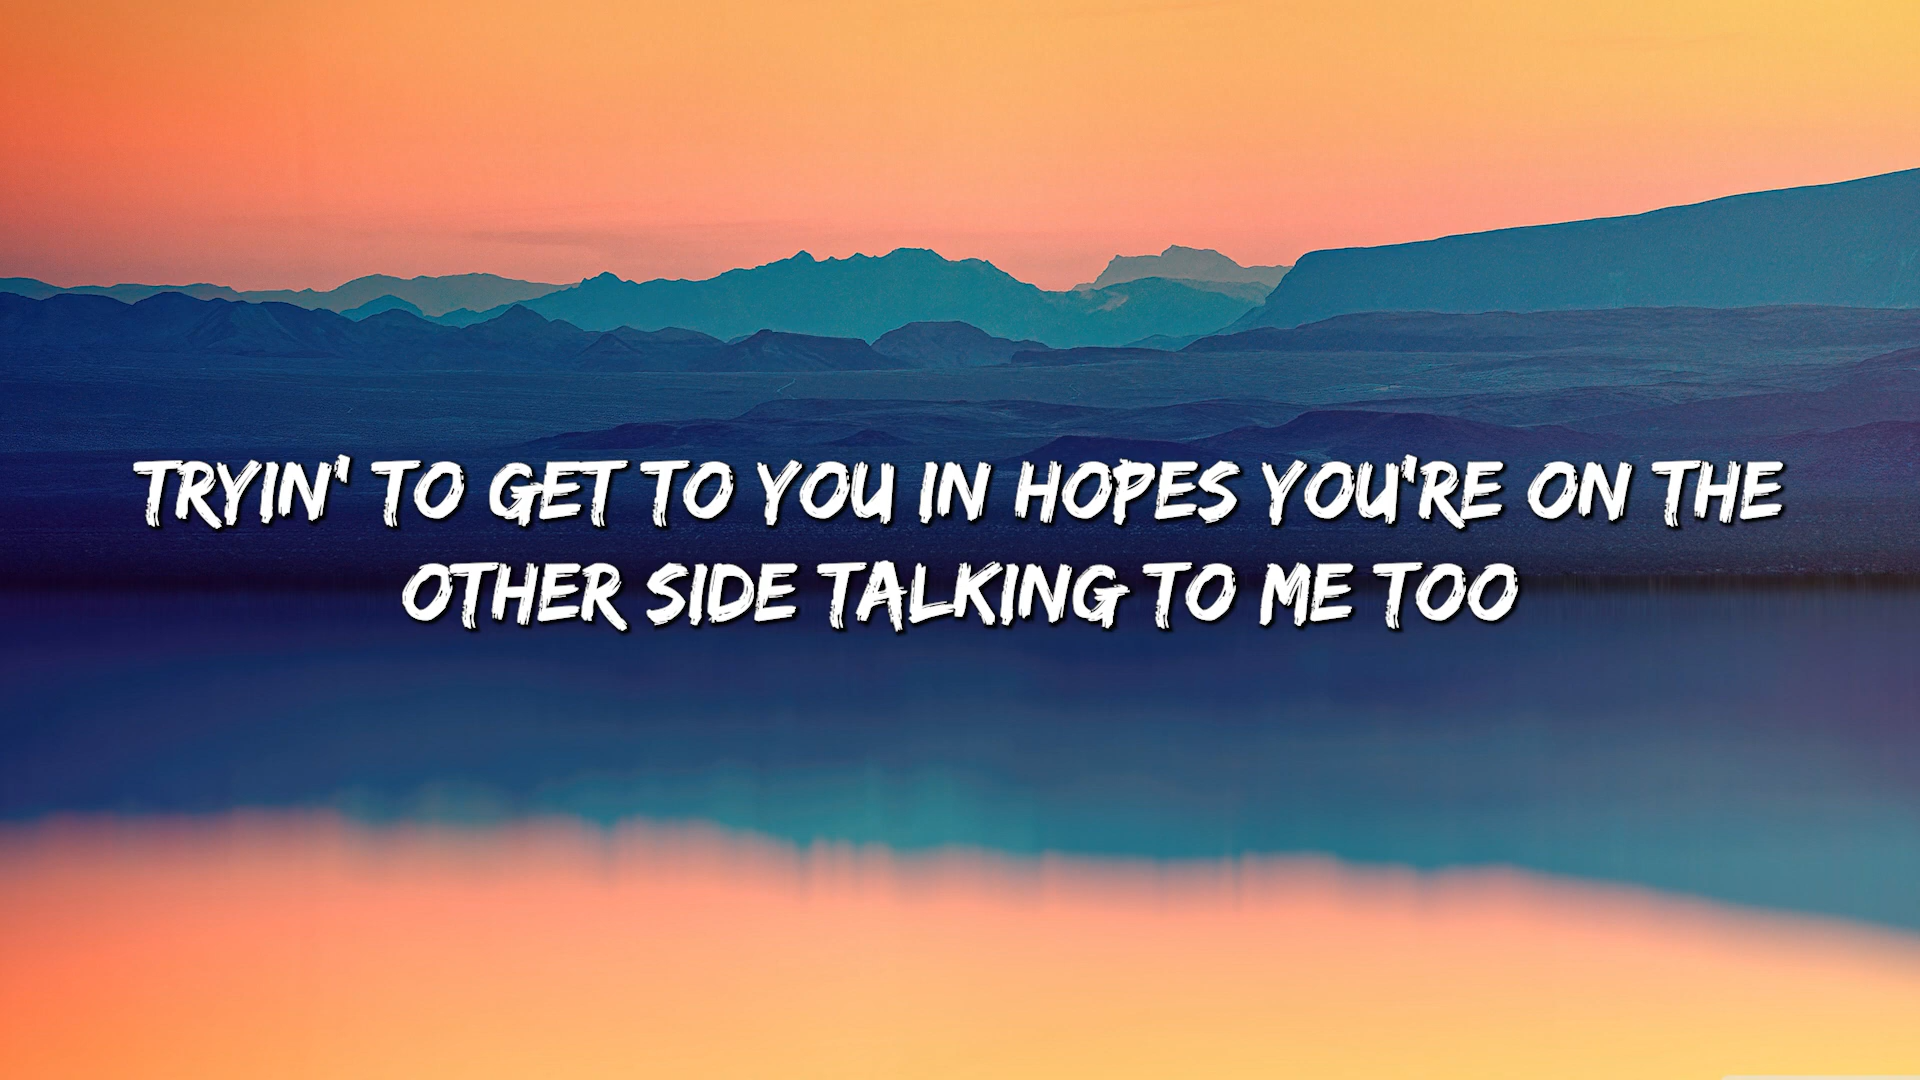 TRYIN' TO GET TO YOU IN HOPES YOU'RE ON THE
OTHER SIDE TALKING TO ME TOO